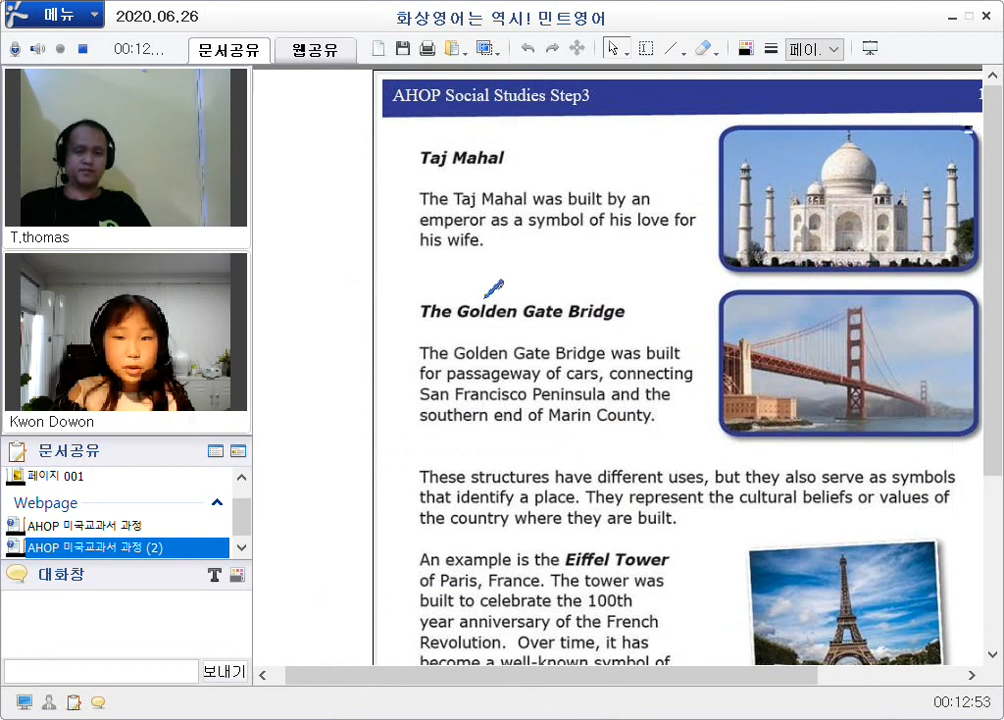 메뉴
2020.06.26
화상영어는 역시! 민트영어
00:12...
문서공유
웹공유
페이.
T.thomas
Kwon Dowon
문서공유
페이지 001
Webpage
AHOP 미국교과서 과정
AHOP 미국교과서 과정 (2)
대화창
T
보내기
AHOP Social Studies Step3
1
Taj Mahal
The Taj Mahal was built by an
emperor as a symbol of his love for
his wife.
The Golden Gate Bridge
The Golden Gate Bridge was built
for passageway of cars, connecting
San Francisco Peninsula and the
southern end of Marin County.
These structures have different uses, but they also serve as symbols
that identify a place. They represent the cultural beliefs or values of
the country where they are built.
An example is the Eiffel Tower
of Paris, France. The tower was
built to celebrate the 100th
year anniversary of the French
Revolution. Over time, it has
become a well-known symbol of
00:12:53